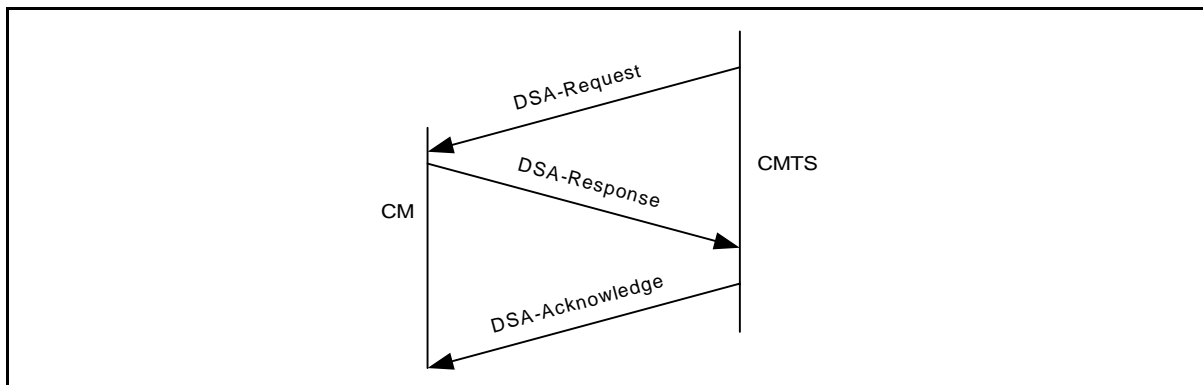 DSA-Request
DSA-Response
CMTS
CM
DSA-Acknowledge